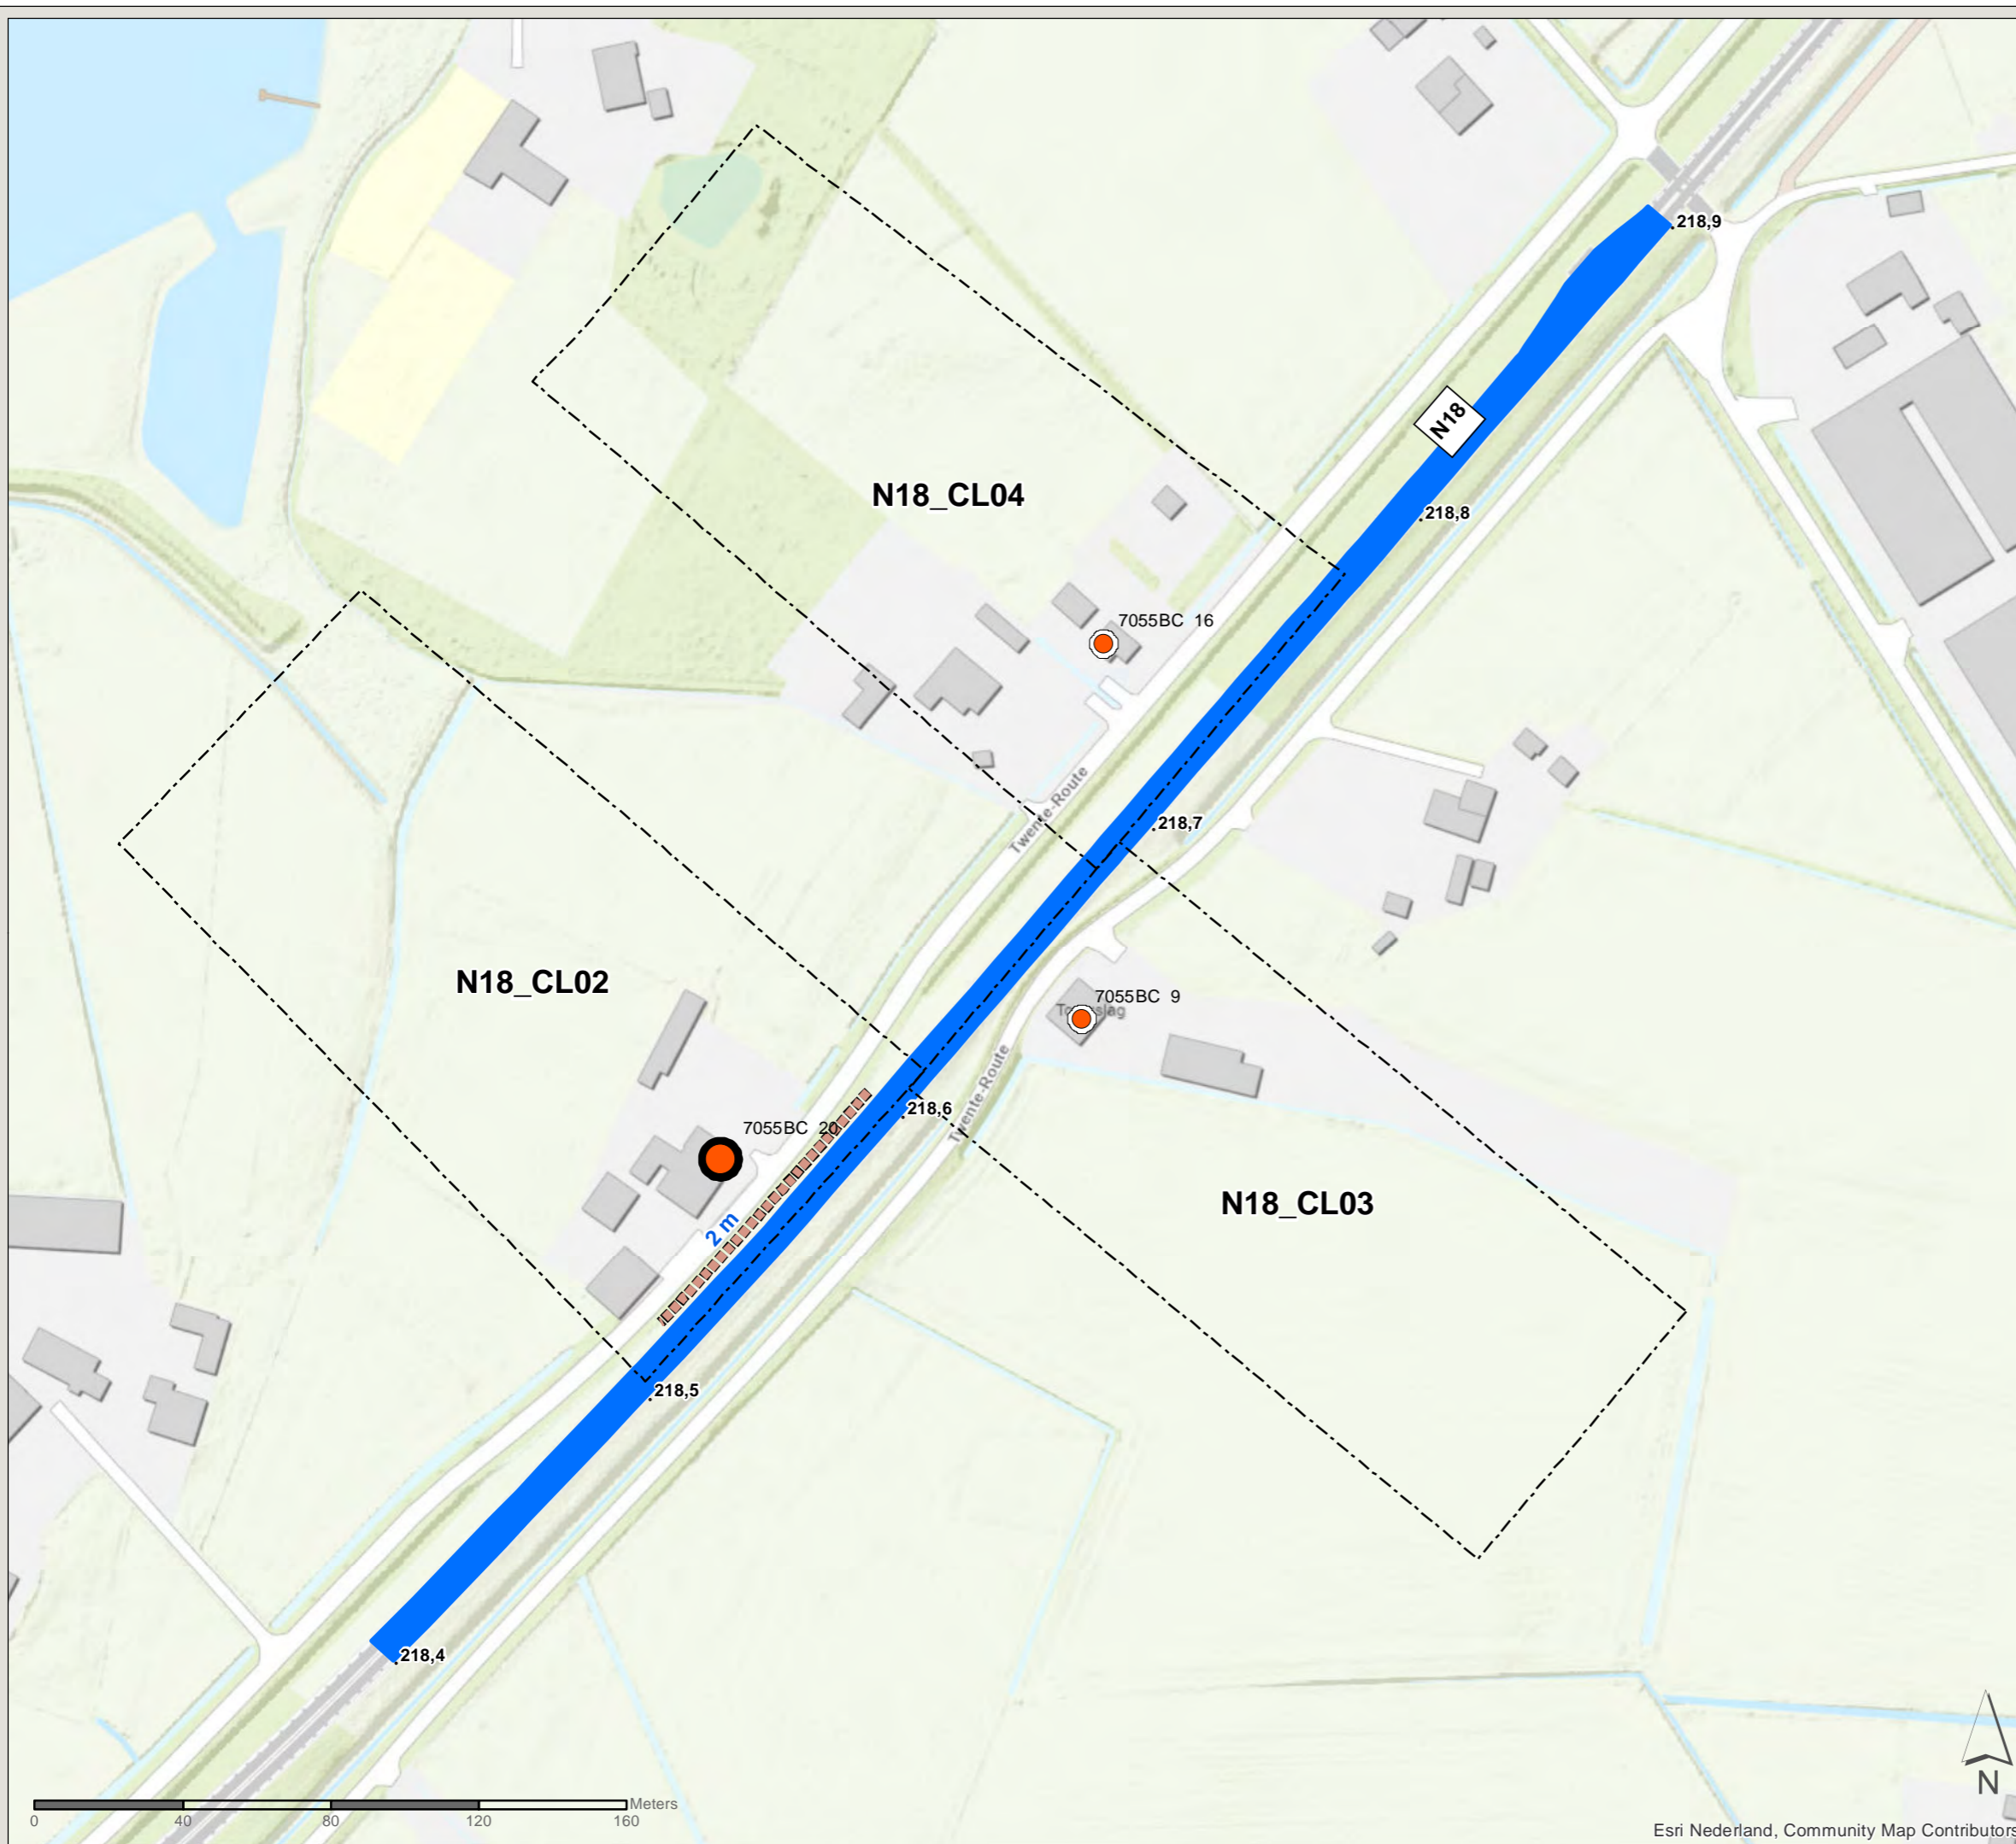 218,9
N18
N18_CL04
218,8
7055BC 16
Twente-Route
218,7
N18_CL02
7055BC 9
Twente-Route
218,6
7055BC 20
N18_CL03
2 m
218,5
218,4
Meters
0 40 80 120 160
N
Esri Nederland, Community Map Contributors